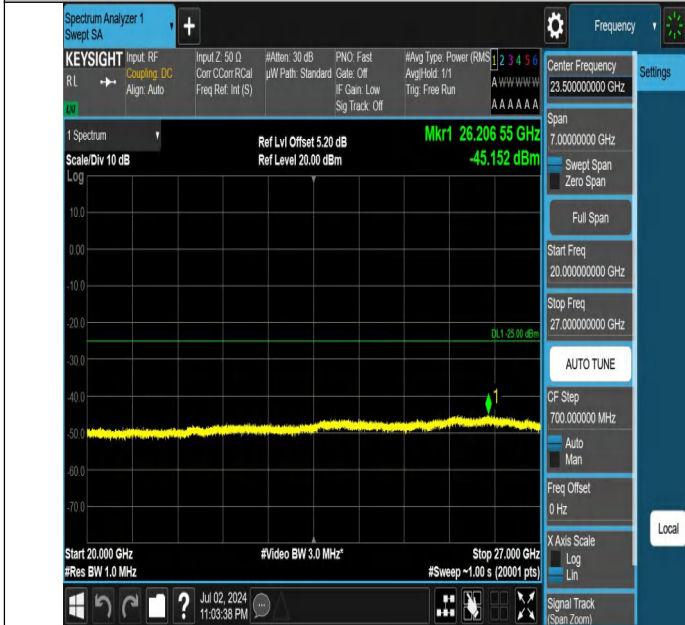 Spectrum Analyzer 1
Swept SA
+
Frequency
KEYSIGHT
RL
Input: RF
Coupling: DC
Align: Auto
Input Z: 50 Ω
Corr CCorr RCal
Freq Ref: Int (S)
#Atten: 30 dB
µW Path: Standard
PNO: Fast
Gate: Off
IF Gain: Low
Sig Track: Off
#Avg Type: Power (RMS
Avg|Hold: 1/1
Trig: Free Run
1 2 3 4 5 6
A W W W W W
A A A A A A
1 Spectrum
Scale/Div 10 dB
Log
Ref Lvl Offset 5.20 dB
Ref Level 20.00 dBm
Mkr1 26.206 55 GHz
-45.152 dBm
10.0
0.00
-10.0
-20.0
DL1 -25.00 dBm
-30.0
-40.0
1
-50.0
-60.0
-70.0
Start 20.000 GHz
#Res BW 1.0 MHz
#Video BW 3.0 MHz*
Stop 27.000 GHz
#Sweep ~1.00 s (20001 pts)
Center Frequency
23.500000000 GHz
Settings
Span
7.00000000 GHz
Swept Span
Zero Span
Full Span
Start Freq
20.000000000 GHz
Stop Freq
27.000000000 GHz
AUTO TUNE
CF Step
700.000000 MHz
Auto
Man
Freq Offset
0 Hz
X Axis Scale
Log
Lin
Local
Signal Track
(Span Zoom)
?
Jul 02, 2024
11:03:38 PM